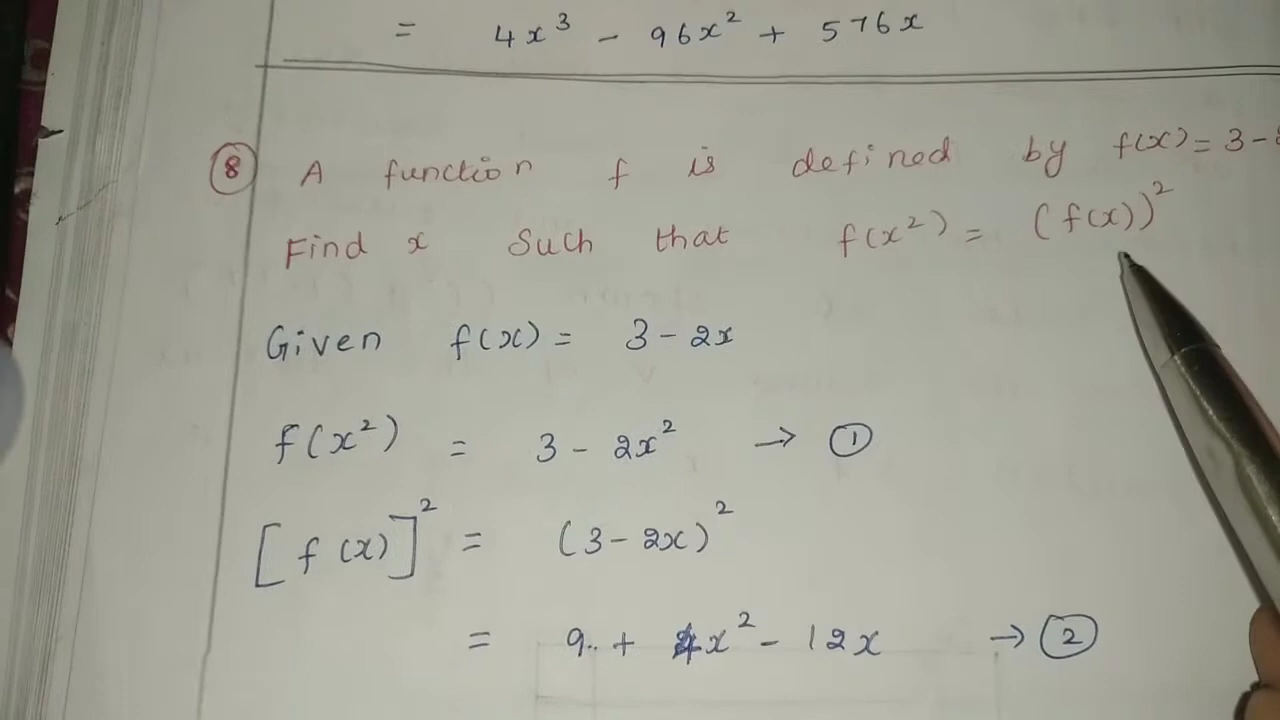 = 4x³ - 96x² + 576x
⑧ A function f is defined by f(x) = 3 -
Find x such that f(x²) = (f(x))²
Given f(x) = 3 - 2x
f(x²) = 3 - 2x² → ①
[f(x)]² = (3 - 2x)²
= 9 + 4x² - 12x → ②